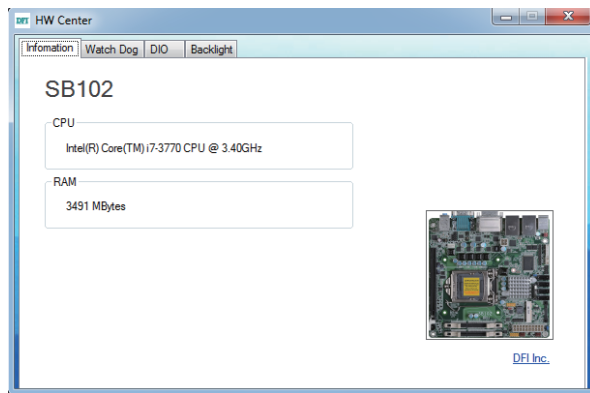 DFI HW Center
Infomation Watch Dog DIO Backlight
SB102
CPU
Intel(R) Core(TM) i7-3770 CPU @ 3.40GHz
RAM
3491 MBytes
DFI Inc.